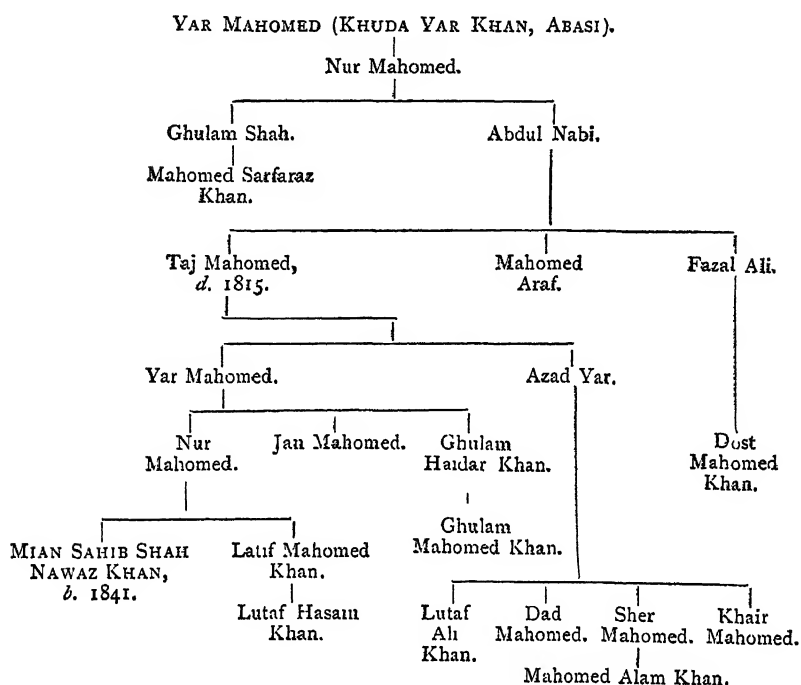 YAR MAHOMED (KHUDA YAR KHAN, ABASI).
Nur Mahomed.
Ghulam Shah.
Abdul Nabi.
Mahomed Sarfaraz
Khan.
Taj Mahomed,
d. 1815.
Mahomed
Araf.
Fazal Ali.
Yar Mahomed.
Azad Yar.
Nur
Mahomed.
Jan Mahomed.
Ghulam
Haidar Khan.
Dost
Mahomed
Khan.
Ghulam
Mahomed Khan.
MIAN SAHIB SHAH
NAWAZ KHAN,
b. 1841.
Latif Mahomed
Khan.
Lutaf Hasain
Khan.
Lutaf
Ali
Khan.
Dad
Mahomed.
Sher
Mahomed.
Khair
Mahomed.
Mahomed Alam Khan.